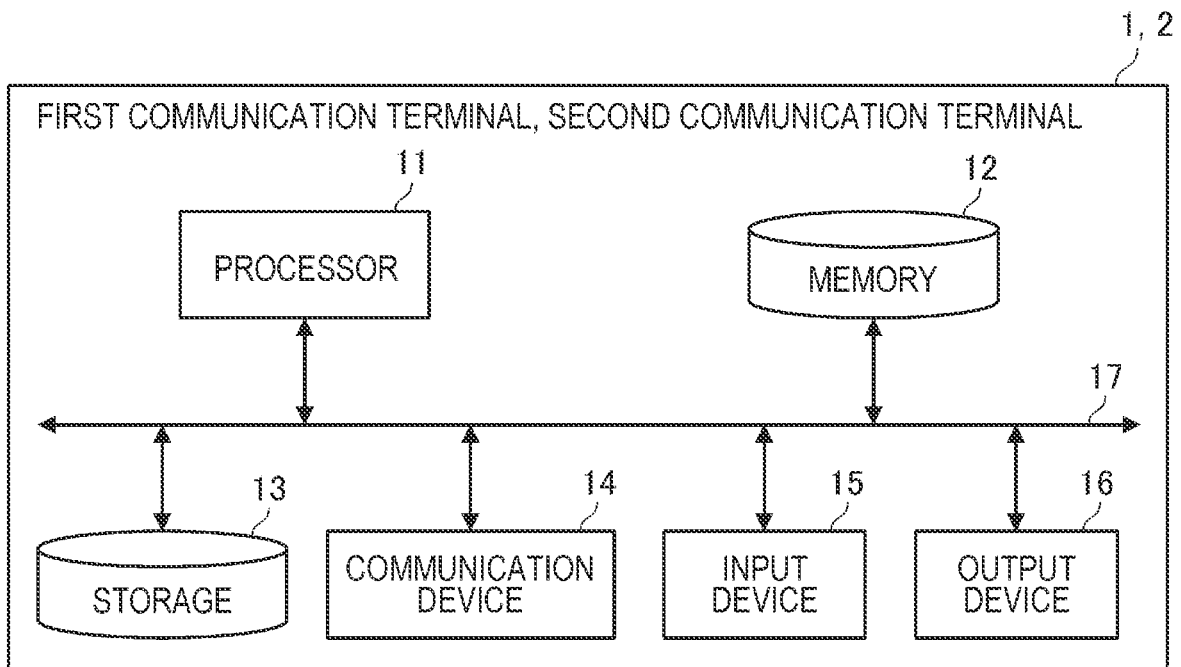 1, 2
FIRST COMMUNICATION TERMINAL, SECOND COMMUNICATION TERMINAL
11
PROCESSOR
12
MEMORY
17
13
STORAGE
14
COMMUNICATION
DEVICE
15
INPUT
DEVICE
16
OUTPUT
DEVICE